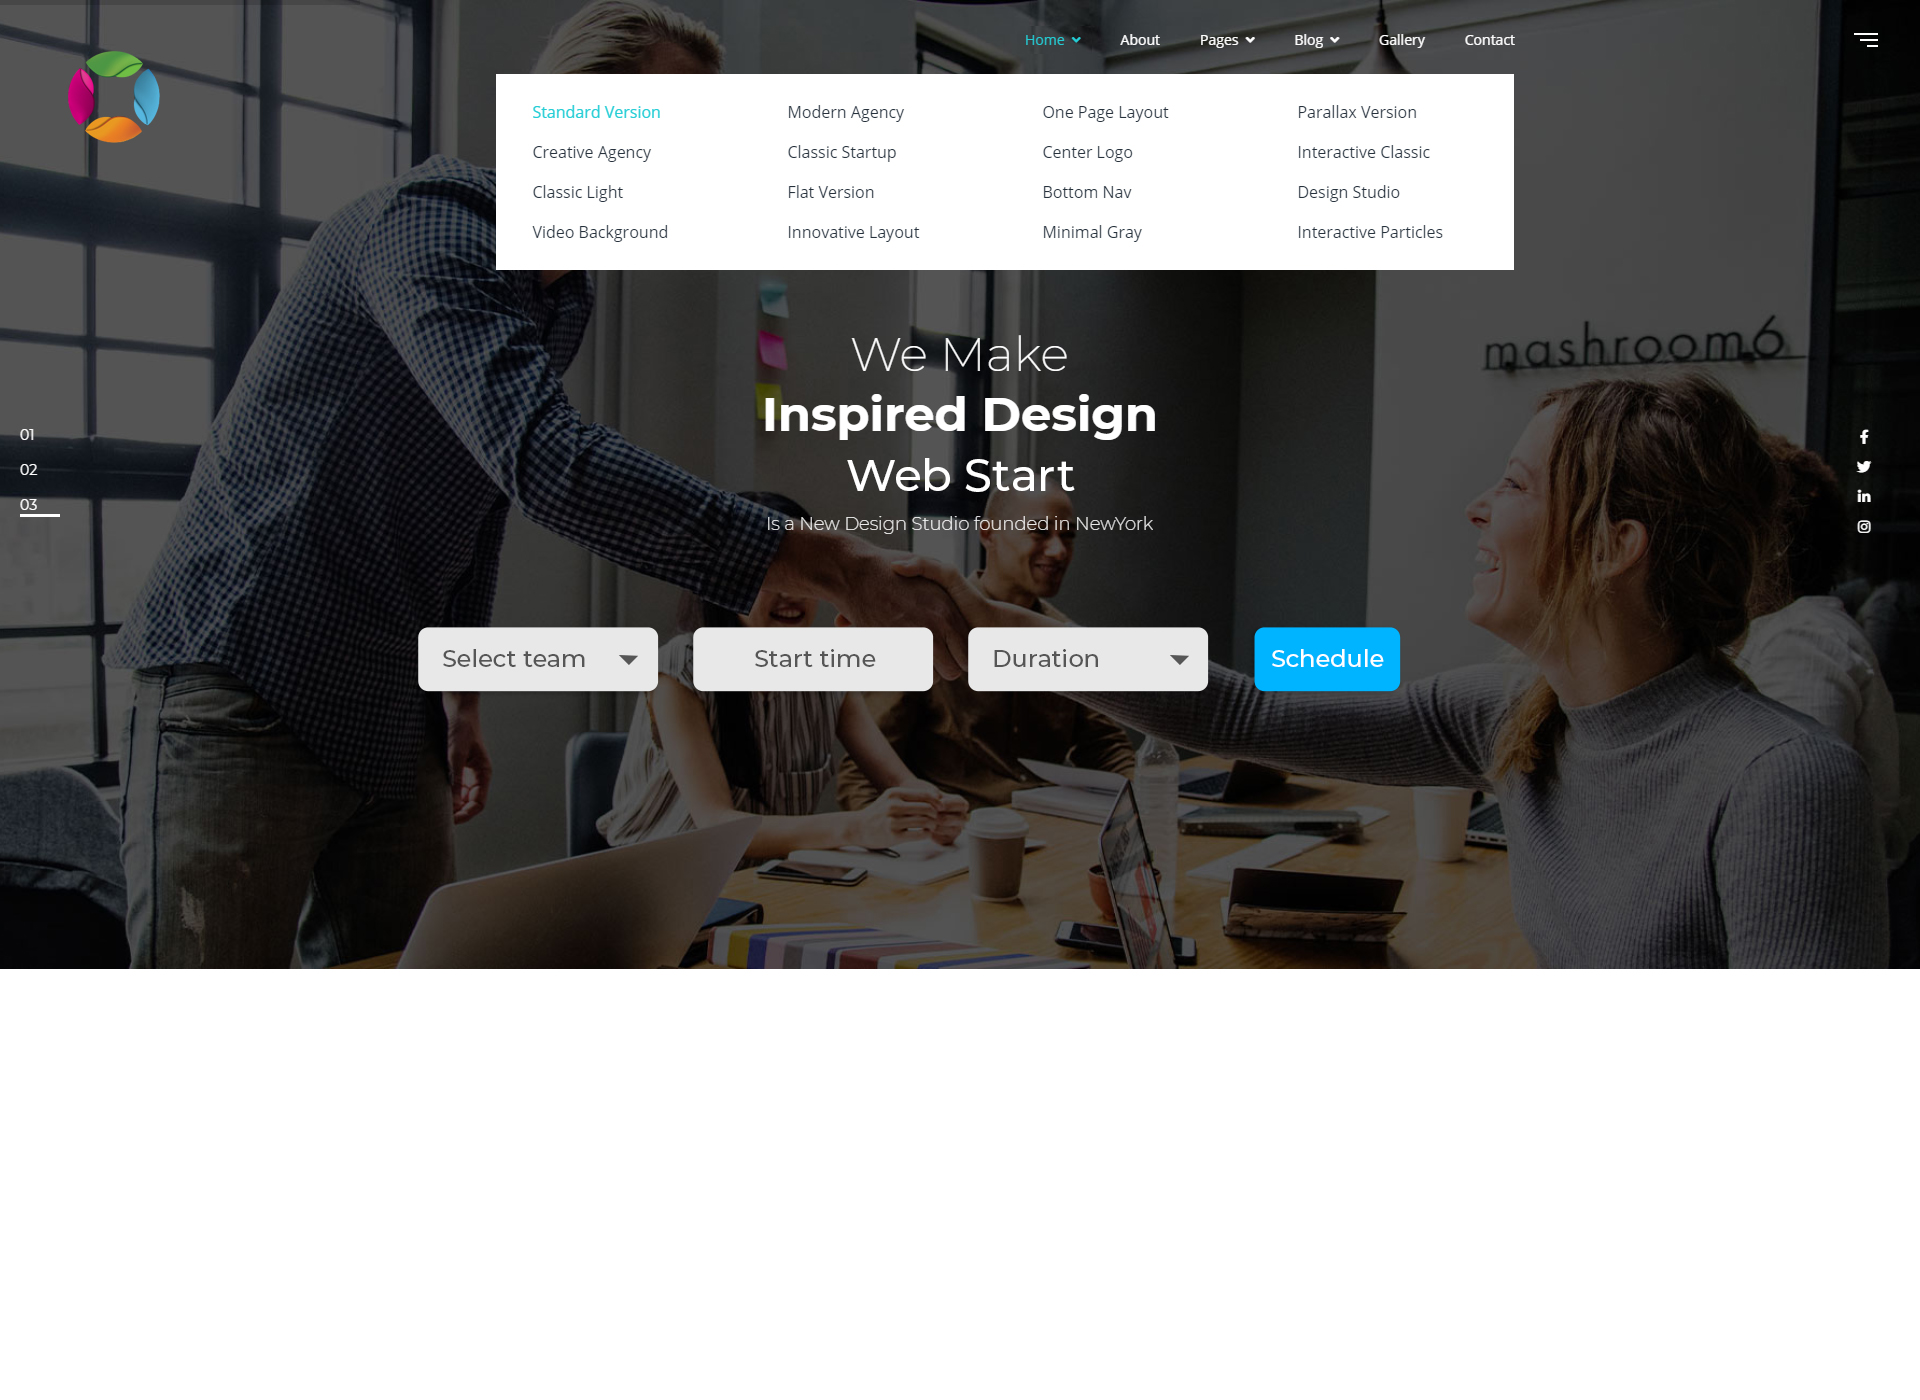 Home About Pages Blog Gallery Contact
Standard Version Modern Agency One Page Layout Parallax Version
Creative Agency Classic Startup Center Logo Interactive Classic
Classic Light Flat Version Bottom Nav Design Studio
Video Background Innovative Layout Minimal Gray Interactive Particles
mashroom6
We Make
Inspired Design
Web Start
Is a New Design Studio founded in NewYork
01
02
03
Select team Start time Duration Schedule